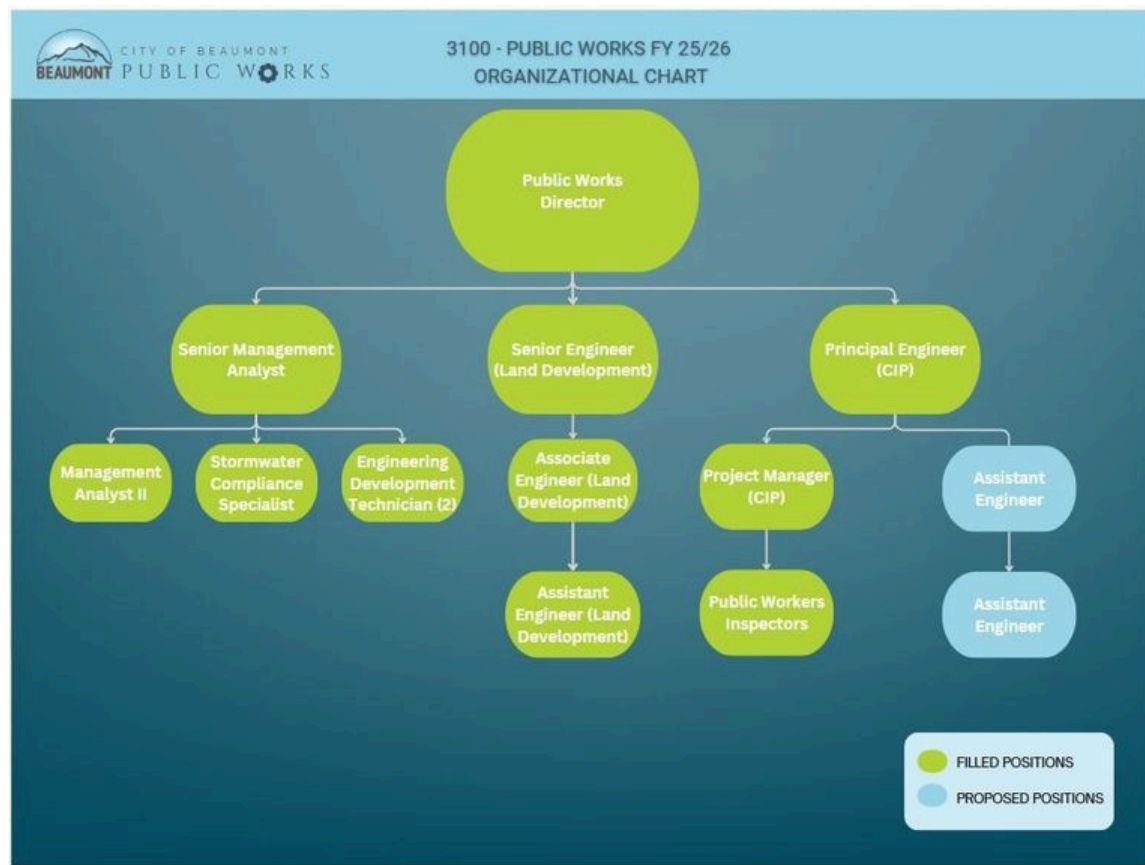 CITY OF BEAUMONT
BEAUMONT PUBLIC WORKS
3100 - PUBLIC WORKS FY 25/26
ORGANIZATIONAL CHART
Public Works
Director
Senior Management
Analyst
Senior Engineer
(Land Development)
Principal Engineer
(CIP)
Management
Analyst II
Stormwater
Compliance
Specialist
Engineering
Development
Technician (2)
Associate
Engineer (Land
Development)
Project Manager
(CIP)
Assistant
Engineer
Assistant
Engineer (Land
Development)
Public Workers
Inspectors
Assistant
Engineer
FILLED POSITIONS
PROPOSED POSITIONS